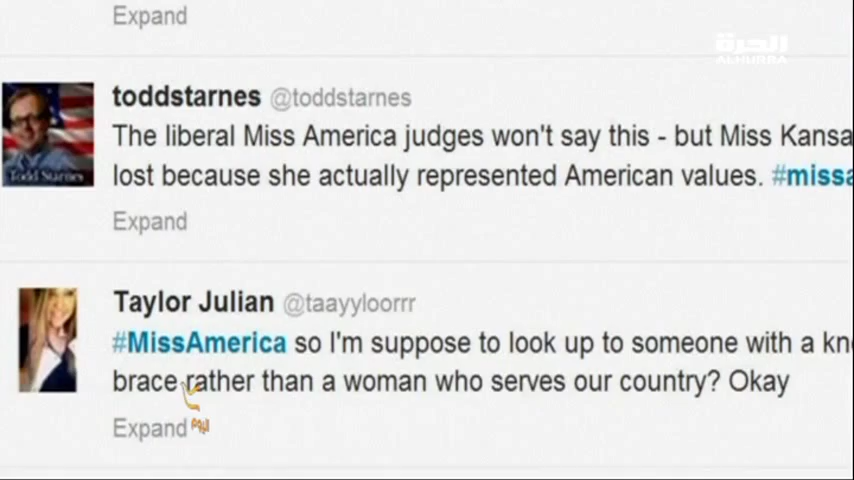 Expand
الحرة
ALHURRA
toddstarnes @toddstarnes
The liberal Miss America judges won't say this - but Miss Kansa
lost because she actually represented American values. #missa
Todd Starnes
Expand
Taylor Julian @taayyloorrr
#MissAmerica so I'm suppose to look up to someone with a kne
brace rather than a woman who serves our country? Okay
Expand